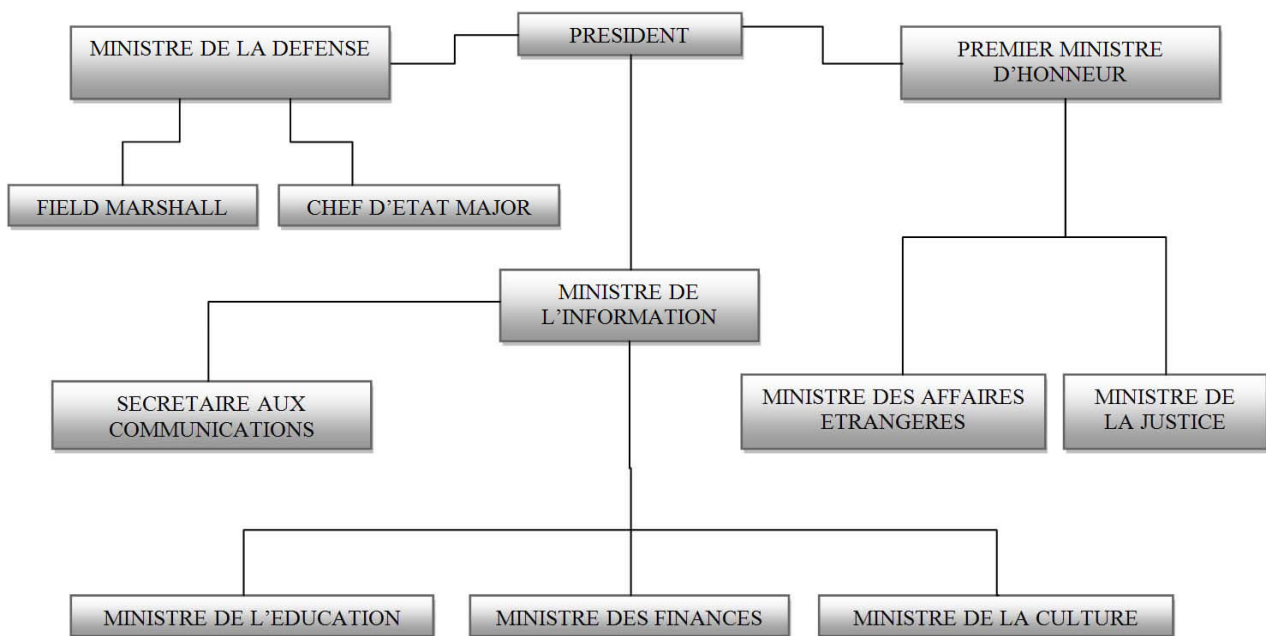 MINISTRE DE LA DEFENSE
PRESIDENT
PREMIER MINISTRE
D’HONNEUR
FIELD MARSHALL
CHEF D’ETAT MAJOR
MINISTRE DE
L’INFORMATION
SECRETAIRE AUX
COMMUNICATIONS
MINISTRE DES AFFAIRES
ETRANGERES
MINISTRE DE
LA JUSTICE
MINISTRE DE L’EDUCATION
MINISTRE DES FINANCES
MINISTRE DE LA CULTURE